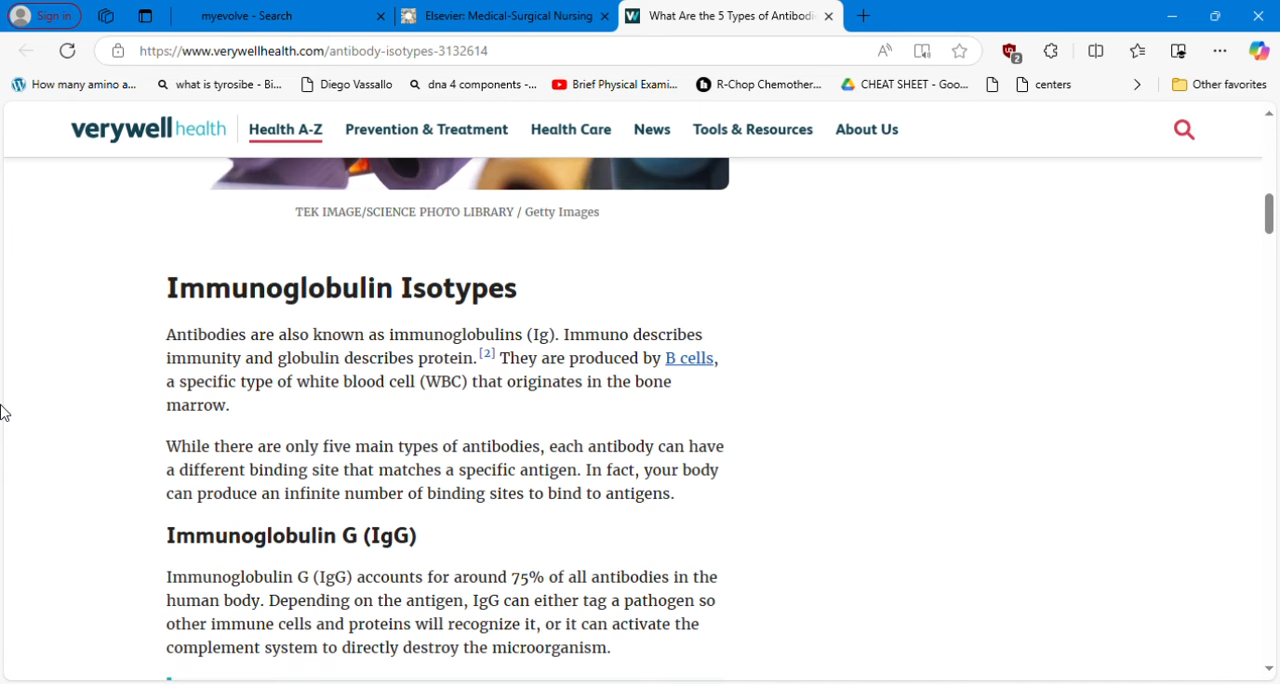 Sign in
myevolve - Search
Elsevier: Medical-Surgical Nursing
What Are the 5 Types of Antibodi
https://www.verywellhealth.com/antibody-isotypes-3132614
2
How many amino a...
what is tyrosibe - Bi...
Diego Vassallo
dna 4 components -...
Brief Physical Exami...
R-Chop Chemother...
CHEAT SHEET - Goo...
centers
Other favorites
verywell health
Health A-Z
Prevention & Treatment
Health Care
News
Tools & Resources
About Us
TEK IMAGE/SCIENCE PHOTO LIBRARY / Getty Images
Immunoglobulin Isotypes
Antibodies are also known as immunoglobulins (Ig). Immuno describes
immunity and globulin describes protein.[2] They are produced by B cells,
a specific type of white blood cell (WBC) that originates in the bone
marrow.
While there are only five main types of antibodies, each antibody can have
a different binding site that matches a specific antigen. In fact, your body
can produce an infinite number of binding sites to bind to antigens.
Immunoglobulin G (IgG)
Immunoglobulin G (IgG) accounts for around 75% of all antibodies in the
human body. Depending on the antigen, IgG can either tag a pathogen so
other immune cells and proteins will recognize it, or it can activate the
complement system to directly destroy the microorganism.